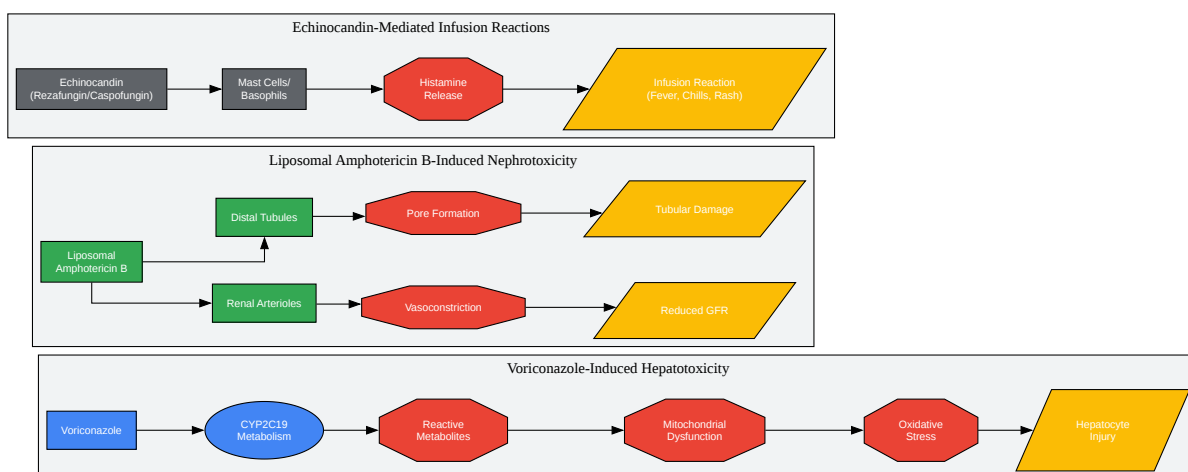 Echinocandin-Mediated Infusion Reactions
Echinocandin
(Rezafungin/Caspofungin)
Mast Cells/
Basophils
Histamine
Release
Infusion Reaction
(Fever, Chills, Rash)
Liposomal Amphotericin B-Induced Nephrotoxicity
Liposomal
Amphotericin B
Distal Tubules
Pore Formation
Tubular Damage
Renal Arterioles
Vasoconstriction
Reduced GFR
Voriconazole-Induced Hepatotoxicity
Voriconazole
CYP2C19
Metabolism
Reactive
Metabolites
Mitochondrial
Dysfunction
Oxidative
Stress
Hepatocyte
Injury